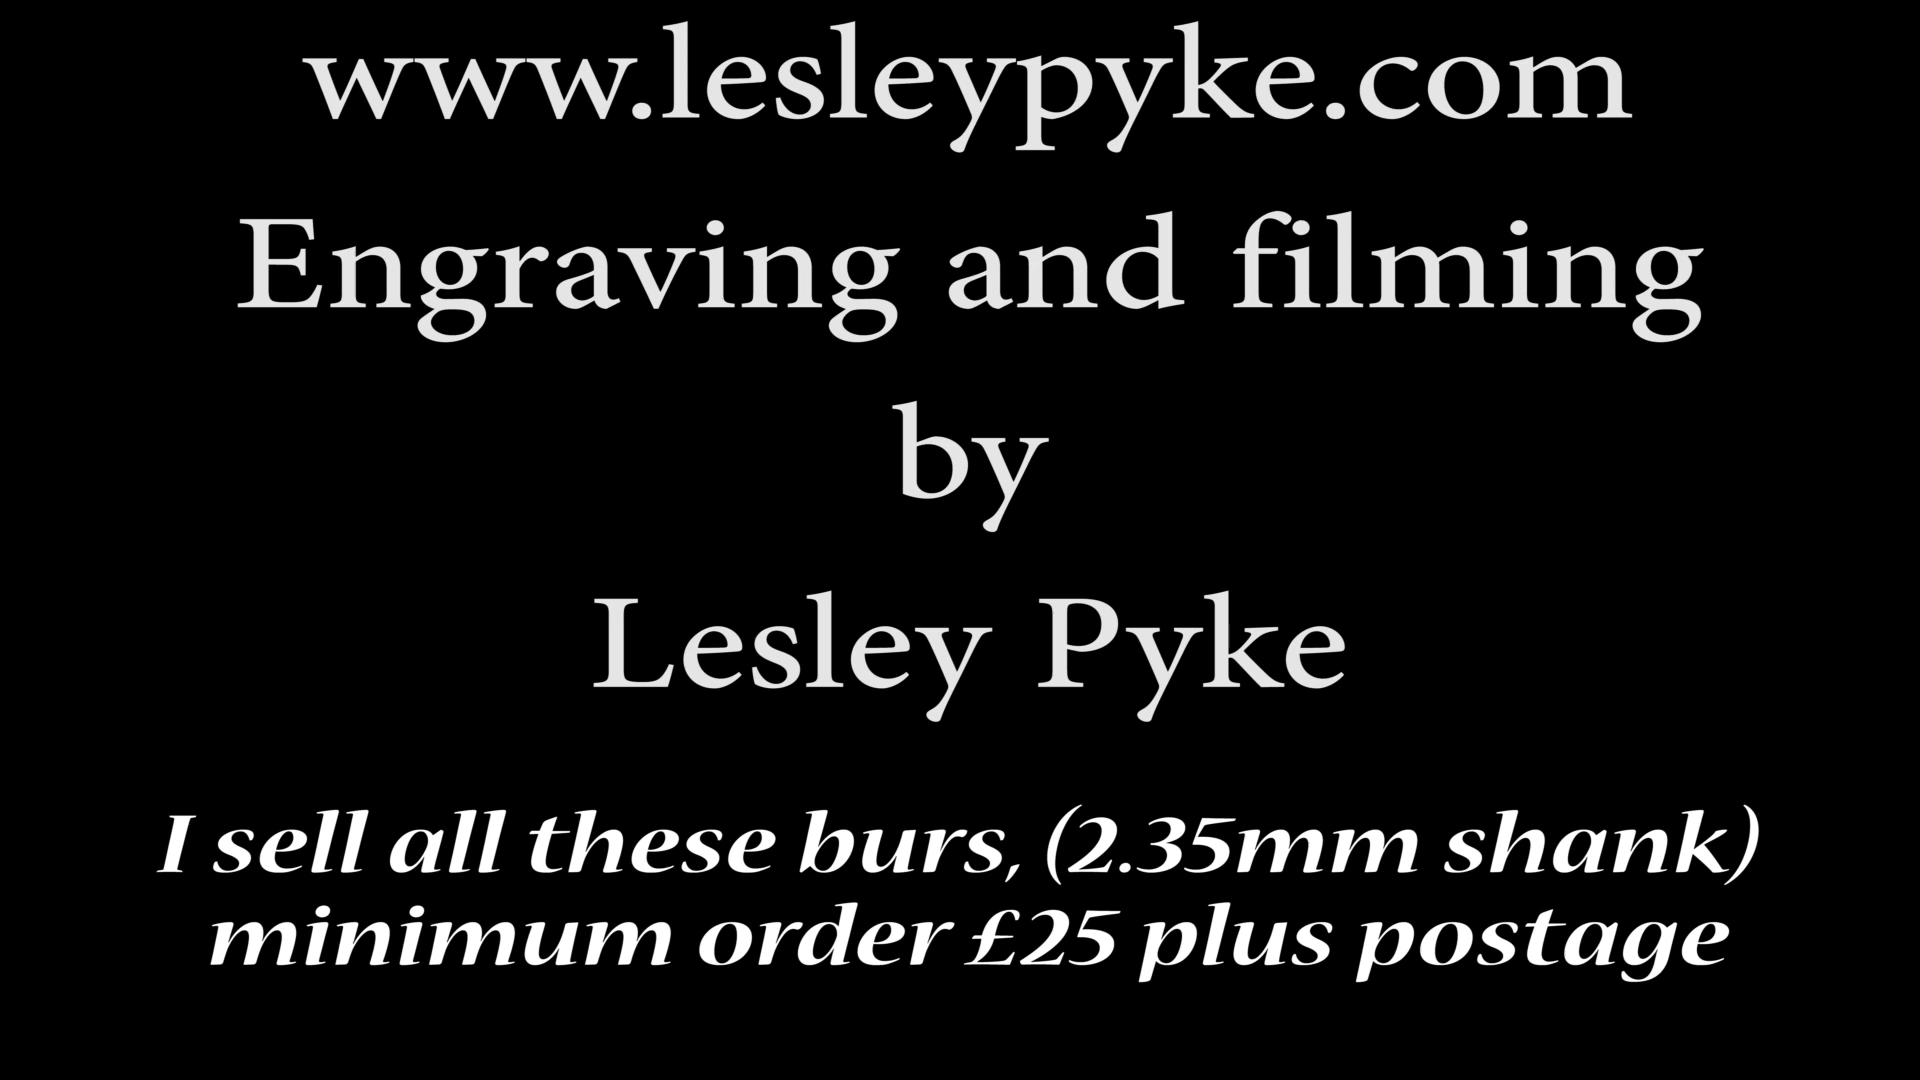 www.lesleypyke.com
Engraving and filming
by
Lesley Pyke
I sell all these burs, (2.35mm shank)
minimum order £25 plus postage